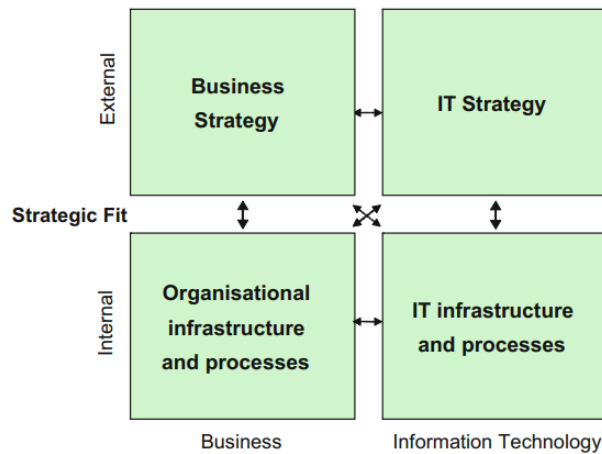 External
Business
Strategy
IT Strategy
Strategic Fit
Internal
Organisational
infrastructure
and processes
IT infrastructure
and processes
Business
Information Technology